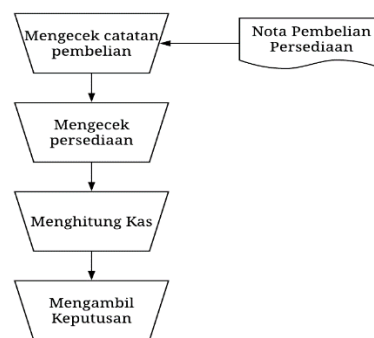 Mengecek catatan
pembelian
Nota Pembelian
Persediaan
Mengecek
persediaan
Menghitung Kas
Mengambil
Keputusan